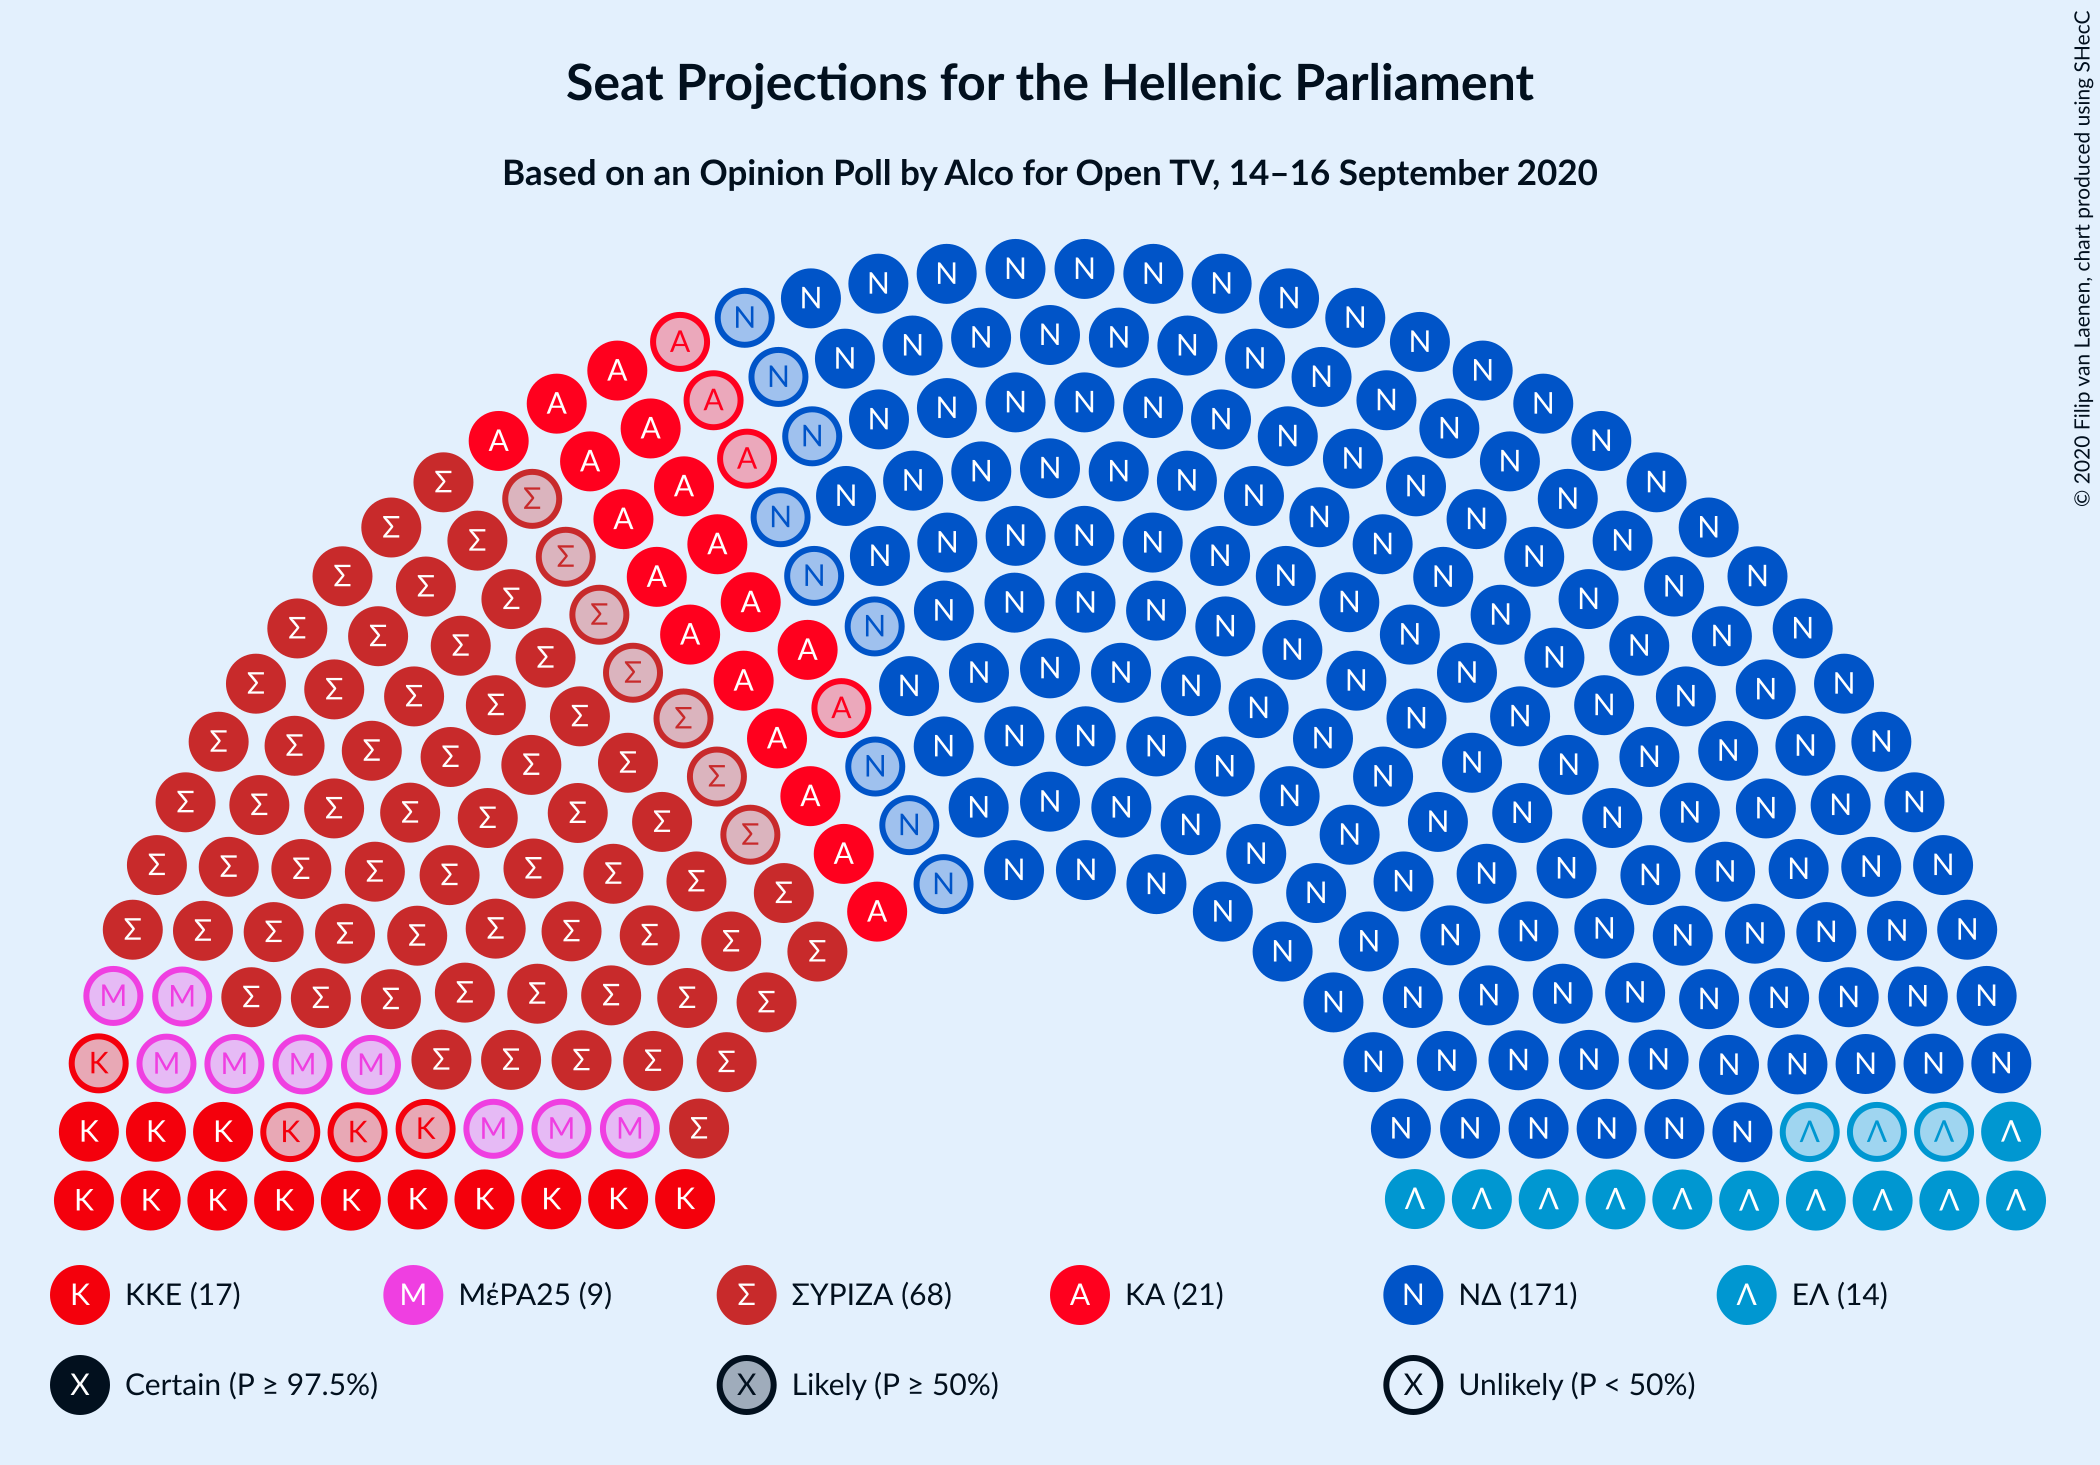 Seat Projections for the Hellenic Parliament
Based on an Opinion Poll by Alco for Open TV, 14–16 September 2020
© 2020 Filip van Laenen, chart produced using SHecC
K ΚΚΕ (17)
M ΜέΡΑ25 (9)
Σ ΣΥΡΙΖΑ (68)
A ΚΑ (21)
N ΝΔ (171)
Λ ΕΛ (14)
X Certain (P ≥ 97.5%)
X Likely (P ≥ 50%)
X Unlikely (P < 50%)